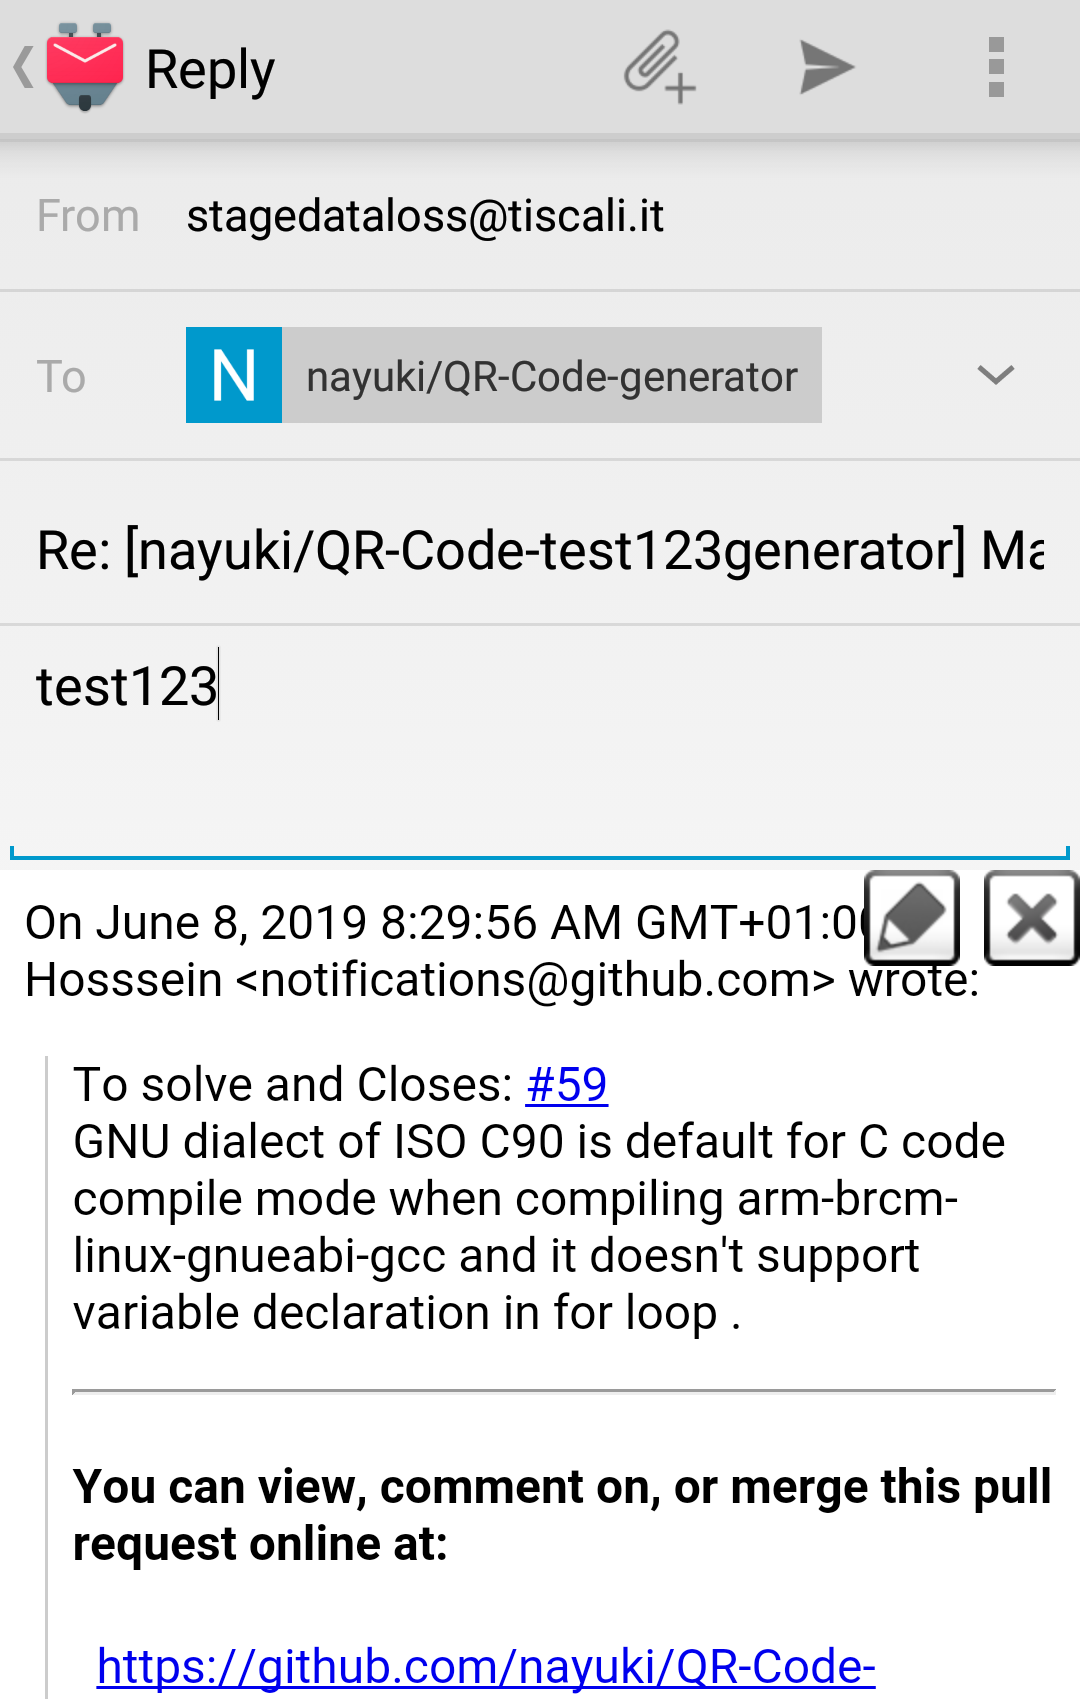 Reply
From stagedataloss@tiscali.it
To N nayuki/QR-Code-generator
Re: [nayuki/QR-Code-test123generator] Ma
test123
On June 8, 2019 8:29:56 AM GMT+01:00
Hosssein <notifications@github.com> wrote:
To solve and Closes: #59
GNU dialect of ISO C90 is default for C code
compile mode when compiling arm-brcm-
linux-gnueabi-gcc and it doesn't support
variable declaration in for loop .
You can view, comment on, or merge this pull
request online at:
https://github.com/nayuki/QR-Code-